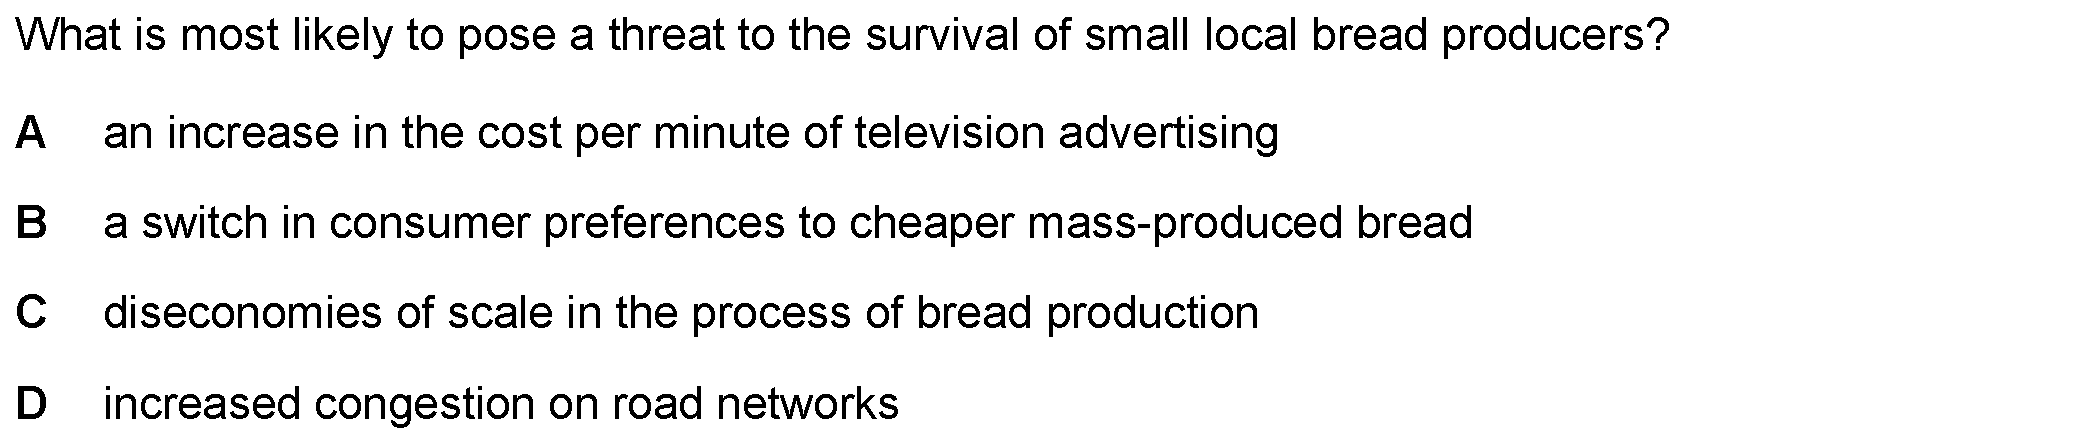 What is most likely to pose a threat to the survival of small local bread producers?
A an increase in the cost per minute of television advertising
B a switch in consumer preferences to cheaper mass-produced bread
C diseconomies of scale in the process of bread production
D increased congestion on road networks